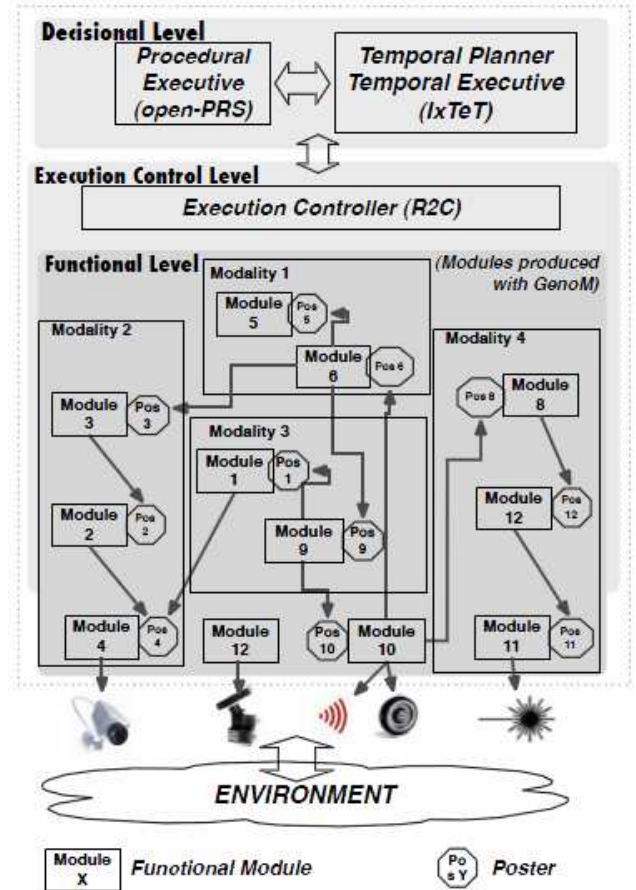 Decisional Level
Procedural
Executive
(open-PRS)
Temporal Planner
Temporal Executive
(IxTeT)
Execution Control Level
Execution Controller (R2C)
Functional Level
(Modules produced
with GenoM)
Modality 1
Module
5
Pos
5
Module
6
Pos 6
Modality 2
Module
3
Pos
3
Module
2
Pos
2
Module
4
Pos
4
Modality 3
Module
1
Pos
1
Module
9
Pos
9
Modality 4
Pos 8
Module
8
Module
12
Pos
12
Module
11
Pos
11
Module
12
Pos
10
Module
10
ENVIRONMENT
Module
X
Functional Module
Po
s Y
Poster